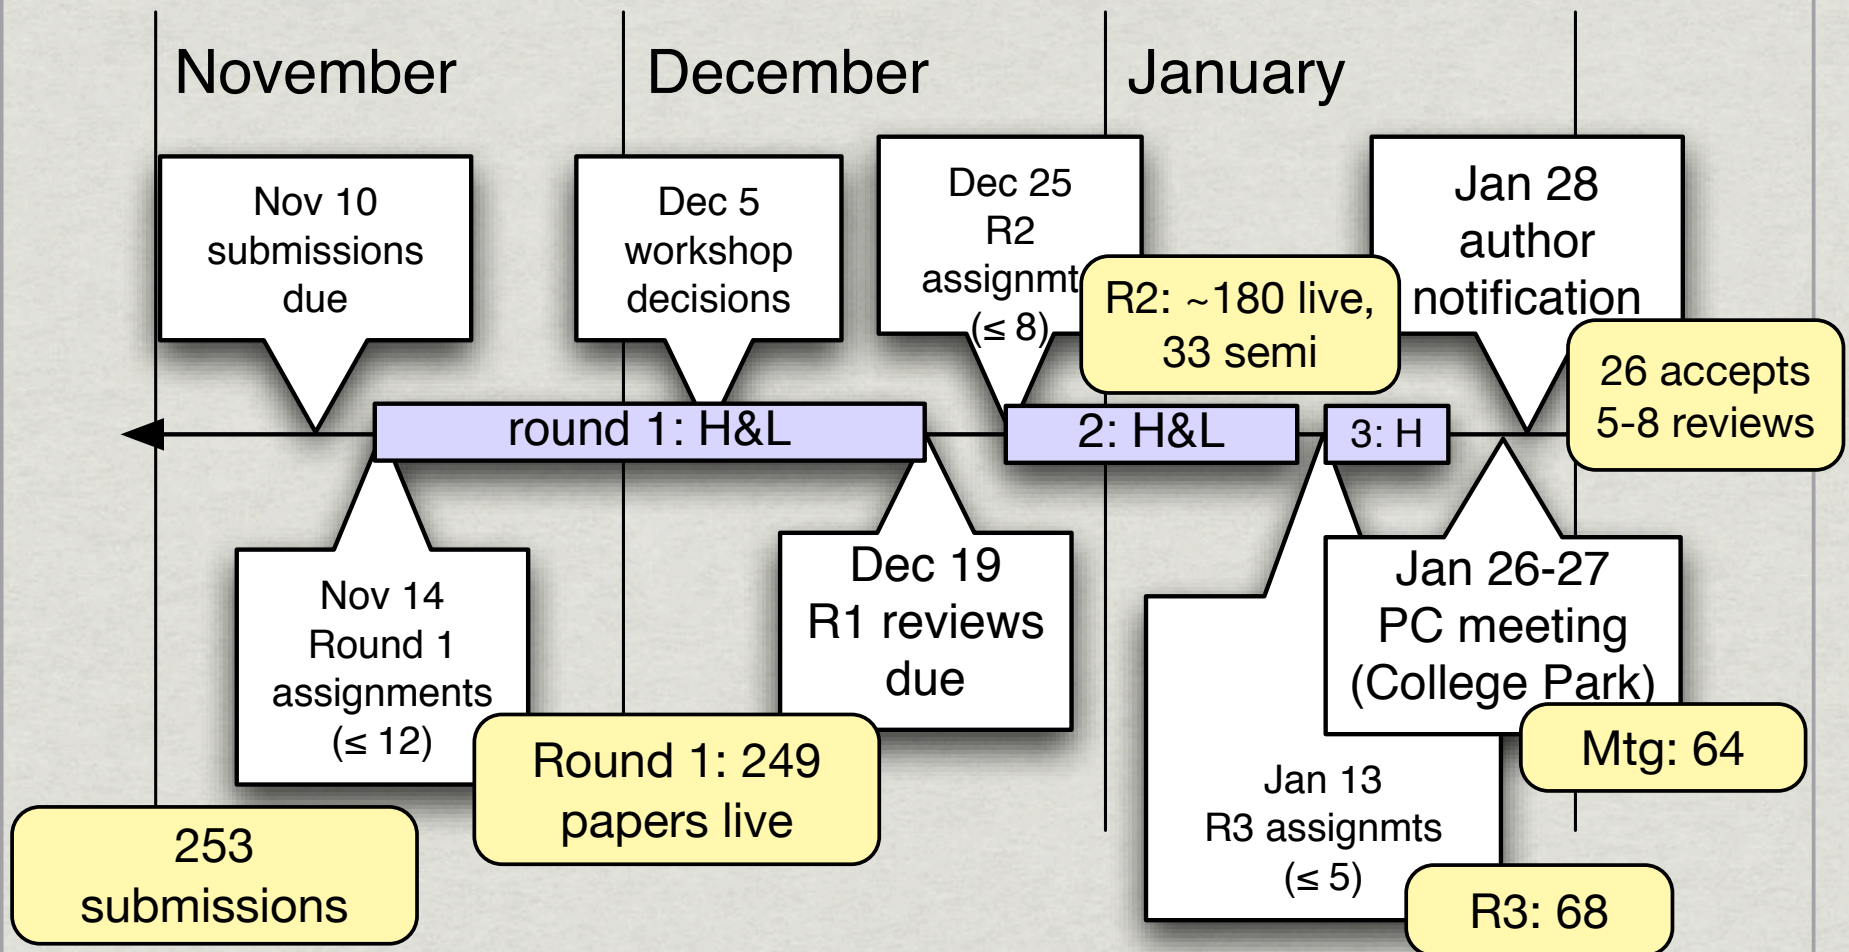 November
December
January
Nov 10
submissions
due
Dec 5
workshop
decisions
Dec 25
R2
assignmt
(≤ 8)
R2: ~180 live,
33 semi
Jan 28
author
notification
26 accepts
5-8 reviews
round 1: H&L
2: H&L
3: H
Nov 14
Round 1
assignments
(≤ 12)
Round 1: 249
papers live
253
submissions
Dec 19
R1 reviews
due
Jan 13
R3 assignmts
(≤ 5)
R3: 68
Jan 26-27
PC meeting
(College Park)
Mtg: 64